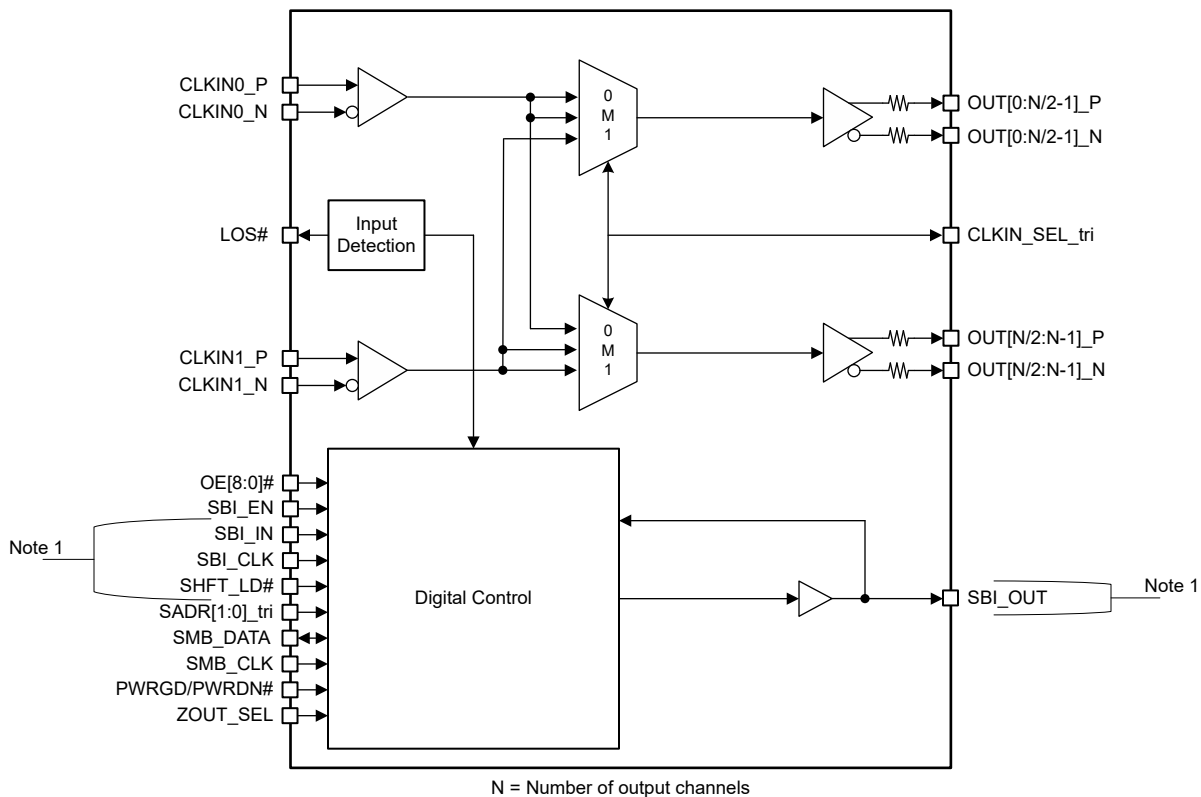 CLKIN0_P
CLKIN0_N
0
M
1
OUT[0:N/2-1]_P
OUT[0:N/2-1]_N
LOS#
Input
Detection
CLKIN_SEL_tri
CLKIN1_P
CLKIN1_N
0
M
1
OUT[N/2:N-1]_P
OUT[N/2:N-1]_N
OE[8:0]#
SBI_EN
SBI_IN
Note 1
SBI_CLK
SHFT_LD#
SADR[1:0]_tri
SMB_DATA
SMB_CLK
PWRGD/PWRDN#
ZOUT_SEL
Digital Control
SBI_OUT
Note 1
N = Number of output channels